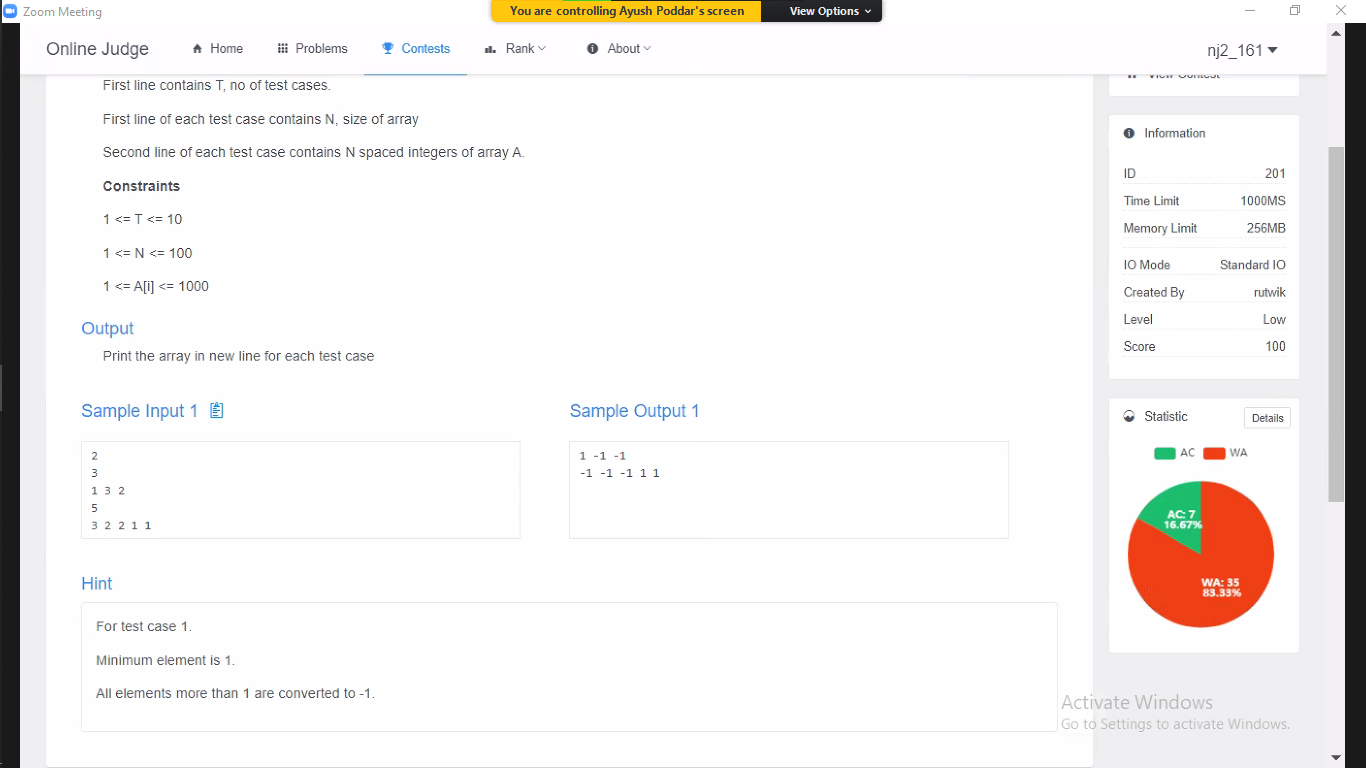 Zoom Meeting
You are controlling Ayush Poddar's screen
View Options
Online Judge
Home
Problems
Contests
Rank
About
nj2_161
First line contains T, no of test cases.
First line of each test case contains N, size of array
Second line of each test case contains N spaced integers of array A.
Constraints
1 <= T <= 10
1 <= N <= 100
1 <= A[i] <= 1000
Output
Print the array in new line for each test case
Sample Input 1
2
3
1 3 2
5
3 2 2 1 1
Sample Output 1
1 -1 -1
-1 -1 -1 1 1
Hint
For test case 1.
Minimum element is 1.
All elements more than 1 are converted to -1.
View Contest
Information
ID 201
Time Limit 1000MS
Memory Limit 256MB
IO Mode Standard IO
Created By rutwik
Level Low
Score 100
Statistic
Details
AC WA
AC: 7
16.67%
WA: 35
83.33%
Activate Windows
Go to Settings to activate Windows.